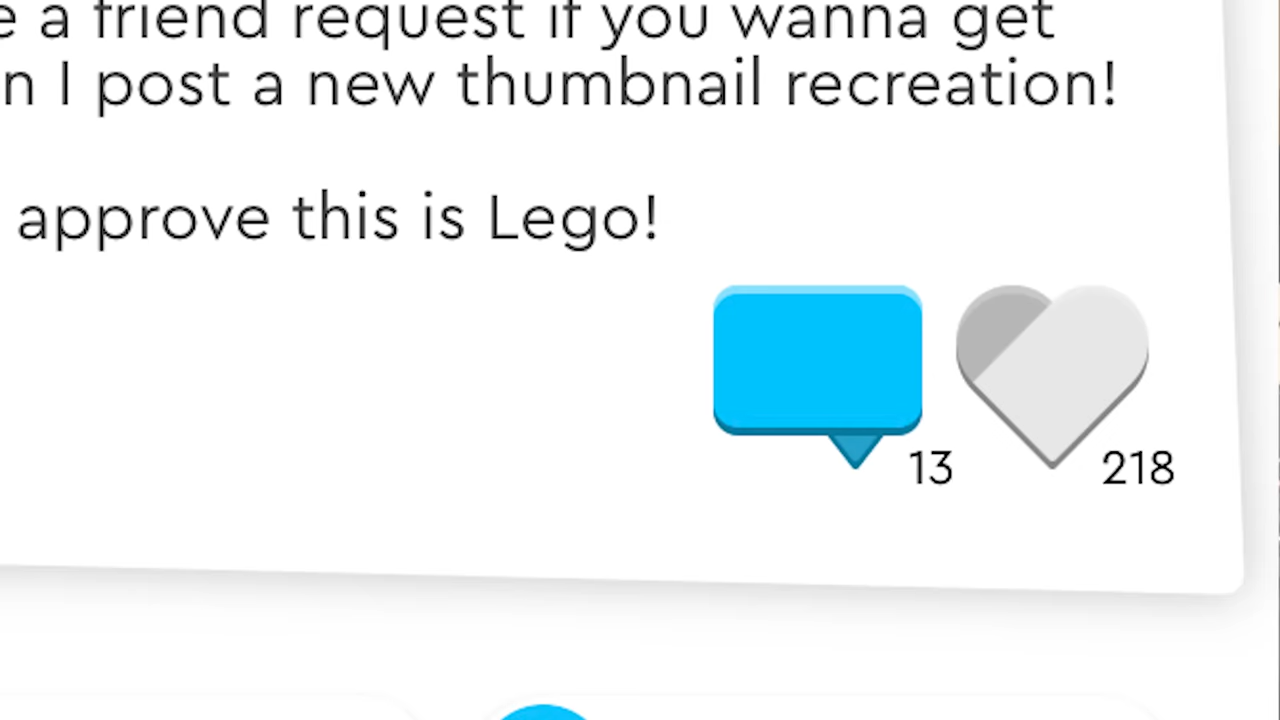 e a friend request if you wanna get
n I post a new thumbnail recreation!
approve this is Lego!
13
218